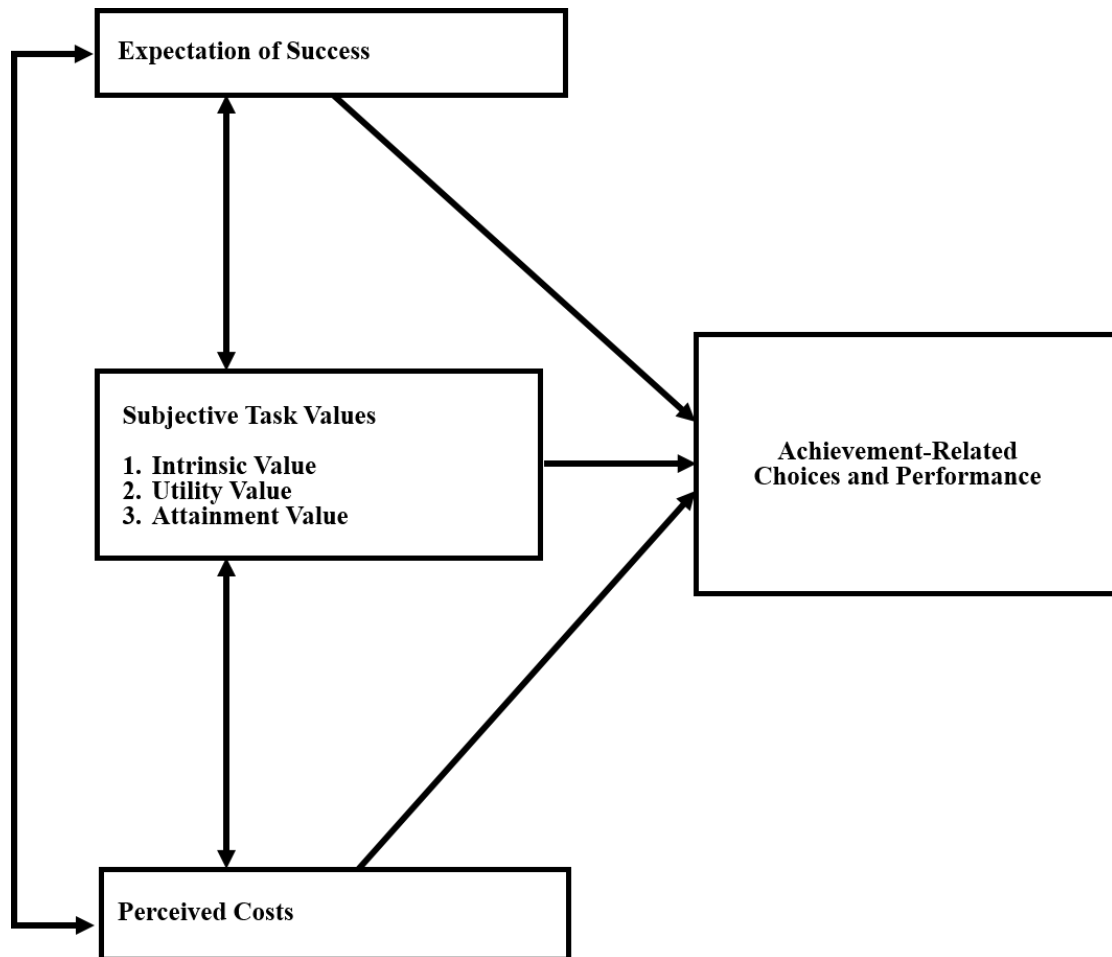 Expectation of Success
Subjective Task Values
1. Intrinsic Value
2. Utility Value
3. Attainment Value
Achievement-Related
Choices and Performance
Perceived Costs